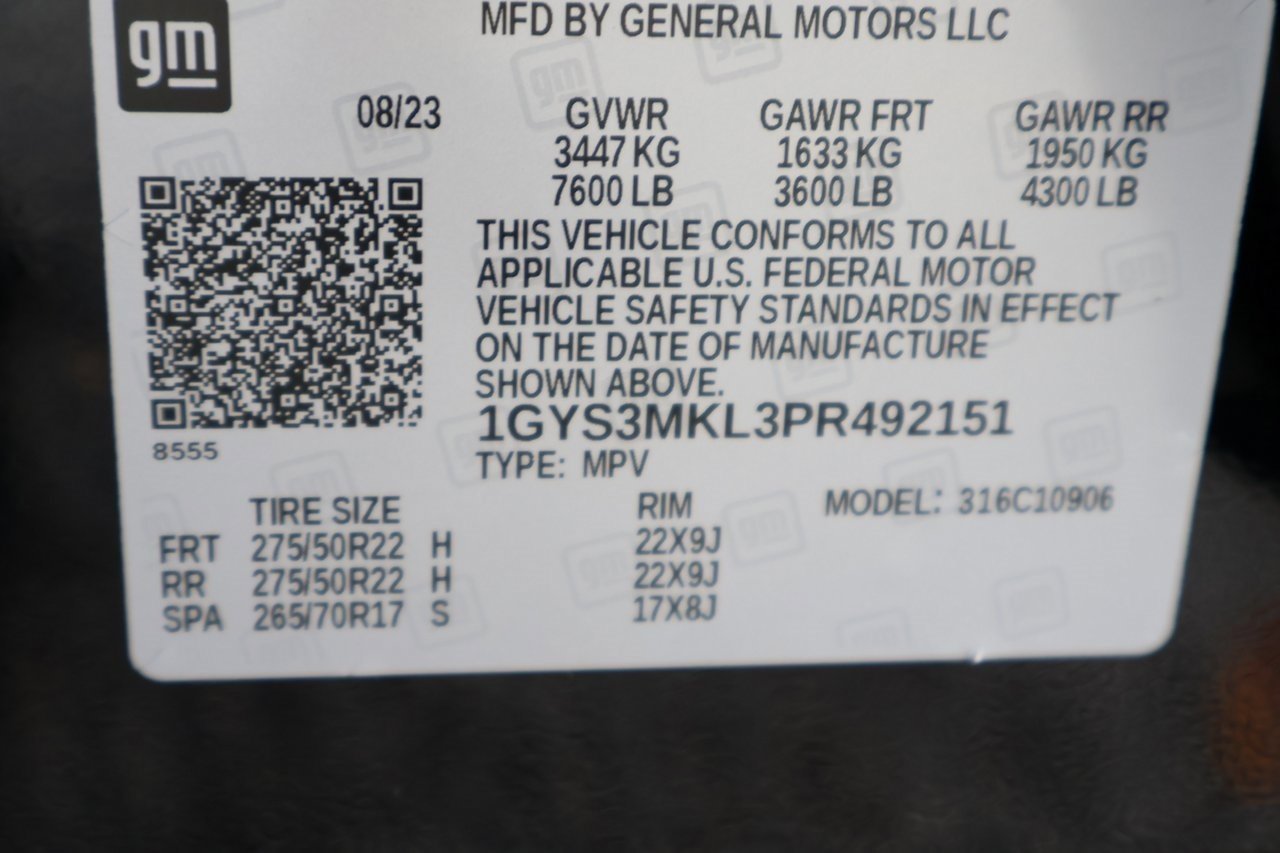 gm
MFD BY GENERAL MOTORS LLC
08/23 GVWR GAWR FRT GAWR RR
3447 KG 1633 KG 1950 KG
7600 LB 3600 LB 4300 LB
THIS VEHICLE CONFORMS TO ALL
APPLICABLE U.S. FEDERAL MOTOR
VEHICLE SAFETY STANDARDS IN EFFECT
ON THE DATE OF MANUFACTURE
SHOWN ABOVE.
1GYS3MKL3PR492151
8555
TYPE: MPV
TIRE SIZE RIM MODEL: 316C10906
FRT 275/50R22 H 22X9J
RR 275/50R22 H 22X9J
SPA 265/70R17 S 17X8J